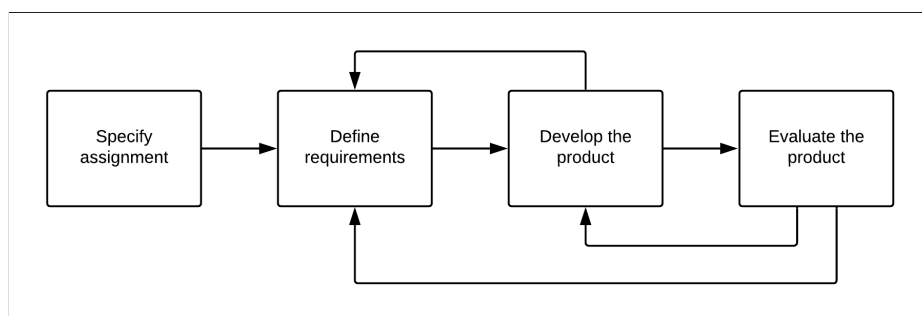 Specify
assignment
Define
requirements
Develop the
product
Evaluate the
product